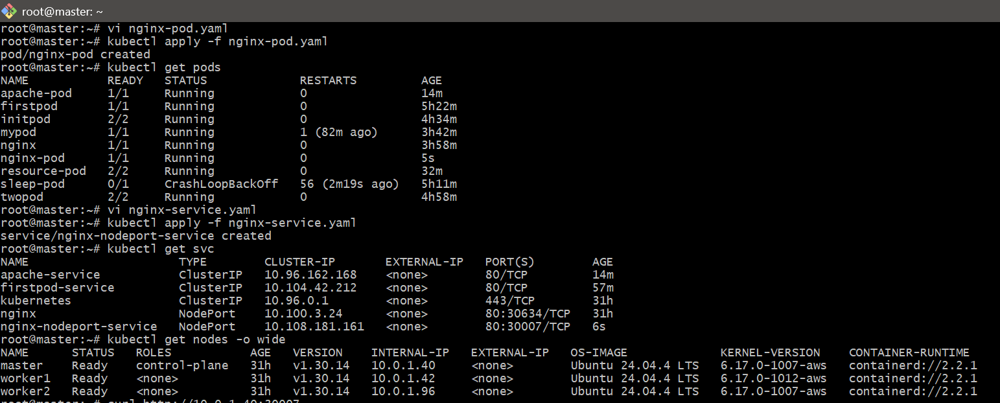 root@master: ~
root@master:~# vi nginx-pod.yaml
root@master:~# kubectl apply -f nginx-pod.yaml
pod/nginx-pod created
root@master:~# kubectl get pods
NAME           READY   STATUS             RESTARTS         AGE
apache-pod     1/1     Running            0                14m
firstpod       1/1     Running            0                5h22m
initpod        2/2     Running            0                4h34m
mypod          1/1     Running            1 (82m ago)      3h42m
nginx          1/1     Running            0                3h58m
nginx-pod      1/1     Running            0                5s
resource-pod   2/2     Running            0                32m
sleep-pod      0/1     CrashLoopBackOff   56 (2m19s ago)   5h11m
twopod         2/2     Running            0                4h58m
root@master:~# vi nginx-service.yaml
root@master:~# kubectl apply -f nginx-service.yaml
service/nginx-nodeport-service created
root@master:~# kubectl get svc
NAME                     TYPE        CLUSTER-IP       EXTERNAL-IP   PORT(S)        AGE
apache-service           ClusterIP   10.96.162.168    <none>        80/TCP         14m
firstpod-service         ClusterIP   10.104.42.212    <none>        80/TCP         57m
kubernetes               ClusterIP   10.96.0.1        <none>        443/TCP        31h
nginx                    NodePort    10.100.3.24      <none>        80:30634/TCP   31h
nginx-nodeport-service   NodePort    10.108.181.161   <none>        80:30007/TCP   6s
root@master:~# kubectl get nodes -o wide
NAME      STATUS   ROLES           AGE   VERSION    INTERNAL-IP   EXTERNAL-IP   OS-IMAGE             KERNEL-VERSION    CONTAINER-RUNTIME
master    Ready    control-plane   31h   v1.30.14   10.0.1.40     <none>        Ubuntu 24.04.4 LTS   6.17.0-1007-aws   containerd://2.2.1
worker1   Ready    <none>          31h   v1.30.14   10.0.1.42     <none>        Ubuntu 24.04.4 LTS   6.17.0-1012-aws   containerd://2.2.1
worker2   Ready    <none>          31h   v1.30.14   10.0.1.96     <none>        Ubuntu 24.04.4 LTS   6.17.0-1007-aws   containerd://2.2.1
root@master:~# curl http://10.0.1.40:30007